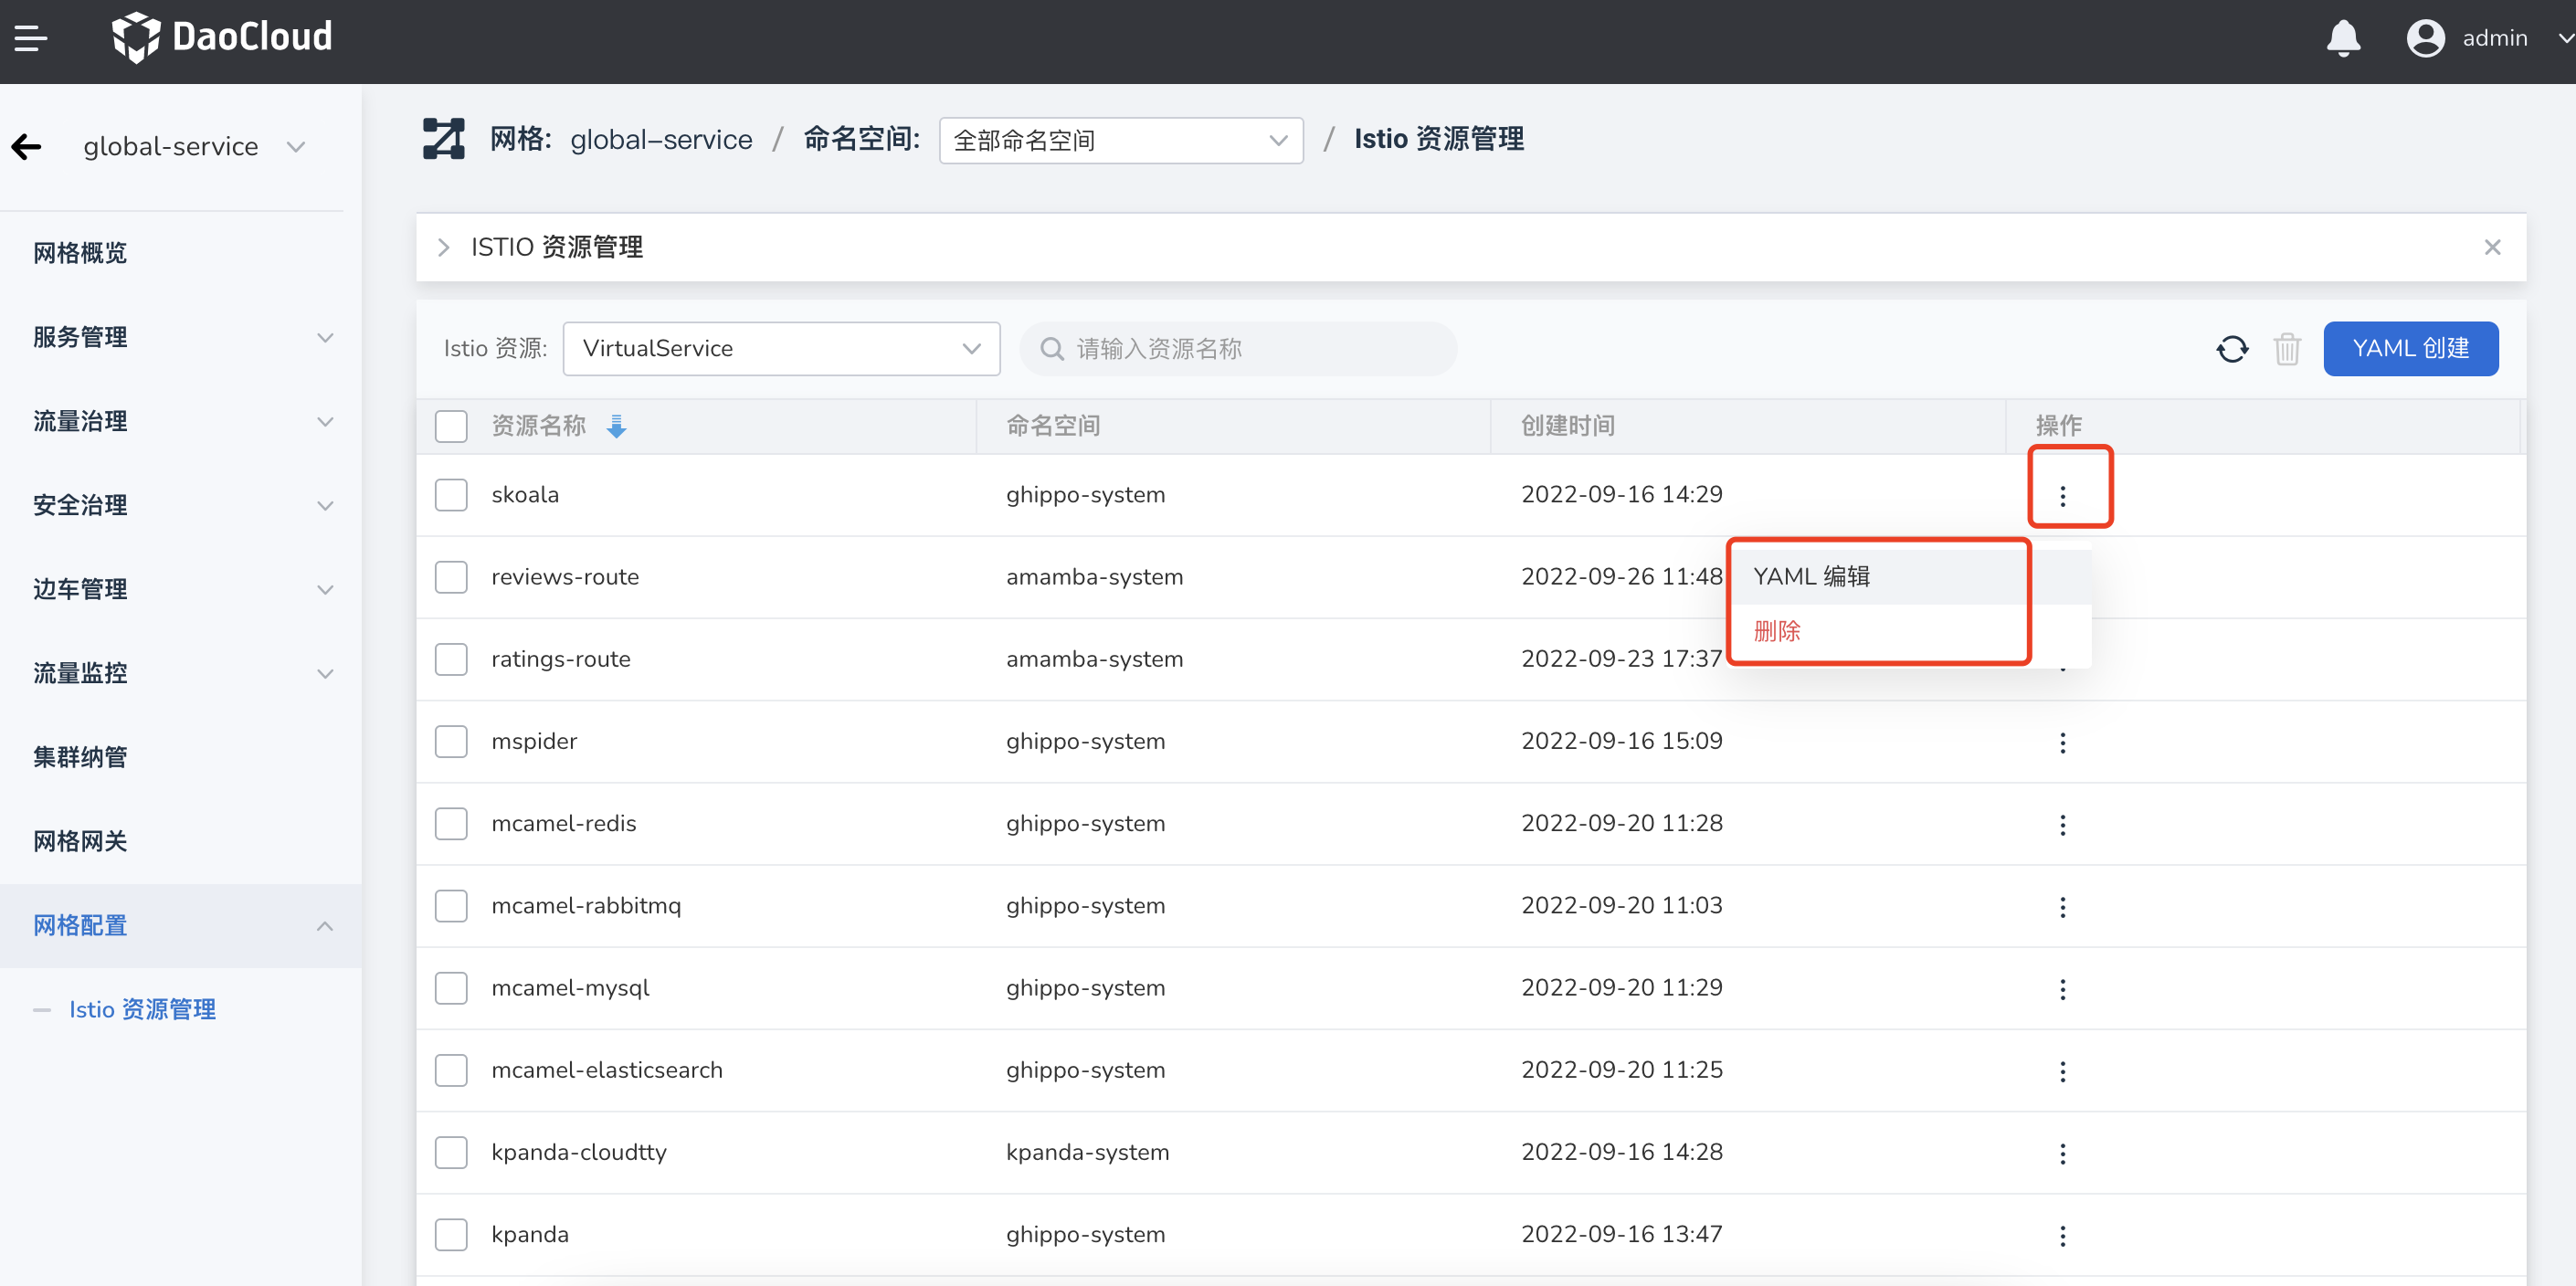 DaoCloud
admin
global-service
网格: global-service / 命名空间: 全部命名空间 / Istio 资源管理
网格概览
服务管理
流量治理
安全治理
边车管理
流量监控
集群纳管
网格网关
网格配置
Istio 资源管理
ISTIO 资源管理
Istio 资源: VirtualService 请输入资源名称 YAML 创建
资源名称 命名空间 创建时间 操作
skoala ghippo-system 2022-09-16 14:29
reviews-route amamba-system 2022-09-26 11:48
YAML 编辑
删除
ratings-route amamba-system 2022-09-23 17:37
mspider ghippo-system 2022-09-16 15:09
mcamel-redis ghippo-system 2022-09-20 11:28
mcamel-rabbitmq ghippo-system 2022-09-20 11:03
mcamel-mysql ghippo-system 2022-09-20 11:29
mcamel-elasticsearch ghippo-system 2022-09-20 11:25
kpanda-cloudtty kpanda-system 2022-09-16 14:28
kpanda ghippo-system 2022-09-16 13:47